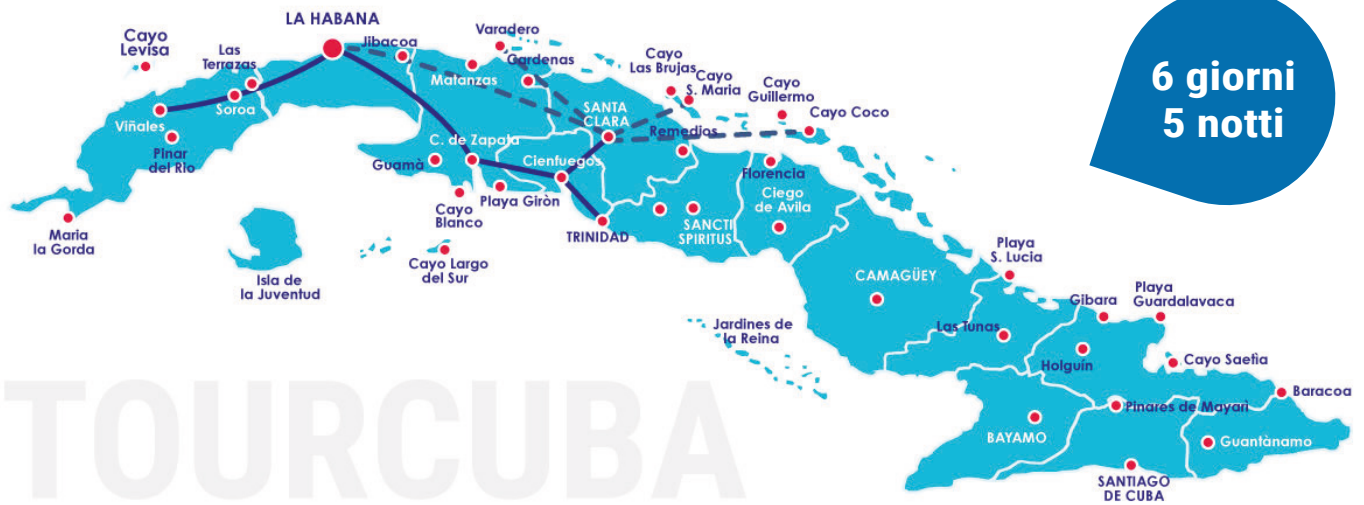 LA HABANA
Cayo
Levisa
Las
Terrazas
Jibacoa
Varadero
Cayo
Las Brujas
Cayo
S. Maria
Cayo
Guillermo
Cayo Coco
6 giorni
5 notti
Matanzas
Cardenas
SANTA
CLARA
Remedios
Viñales
Soroa
Pinar
del Rio
C. de Zapata
Guamà
Cienfuegos
Playa Giròn
Cayo
Blanco
Florencia
Ciego
de Avila
Maria
la Gorda
TRINIDAD
SANCTI
SPIRITUS
Isla de
la Juventud
Cayo Largo
del Sur
CAMAGÜEY
Playa
S. Lucia
Gibara
Playa
Guardalavaca
Jardines de
la Reina
Las Tunas
Holguín
Cayo Saetìa
Baracoa
Pinares de Mayarì
BAYAMO
Guantànamo
SANTIAGO
DE CUBA
TOURCUBA